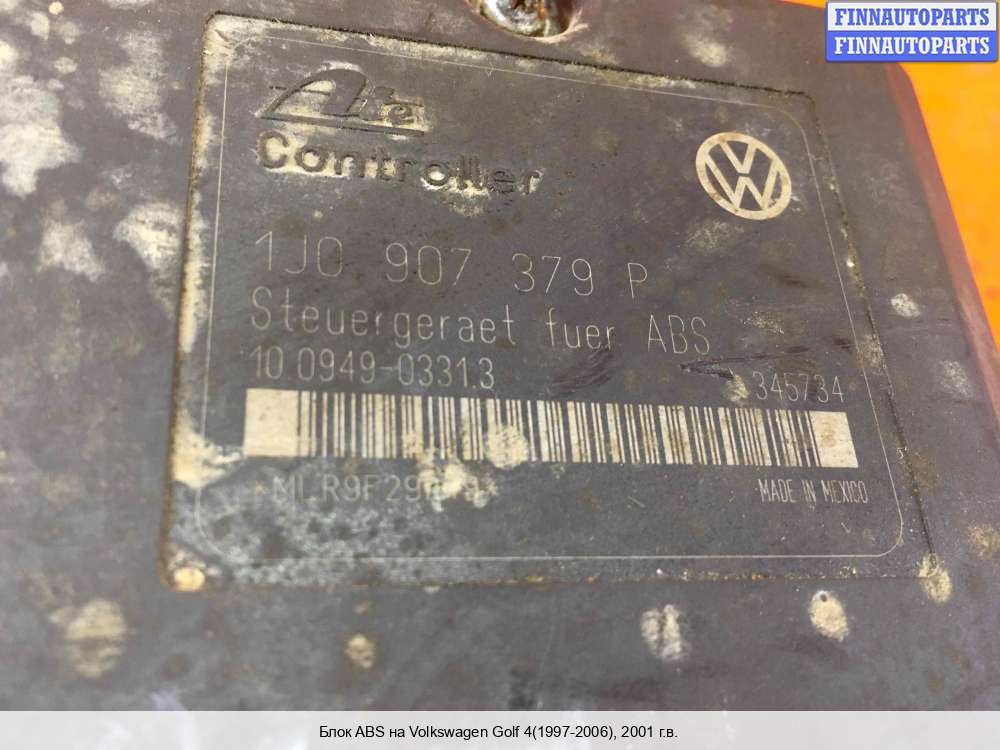 FINNAUTOPARTS
FINNAUTOPARTS
Ate
Controller
VW
1J0 907 379 P
Steuergeraet fuer ABS
10.0949-0331.3
345734
MADE IN MEXICO
Блок ABS на Volkswagen Golf 4(1997-2006), 2001 г.в.